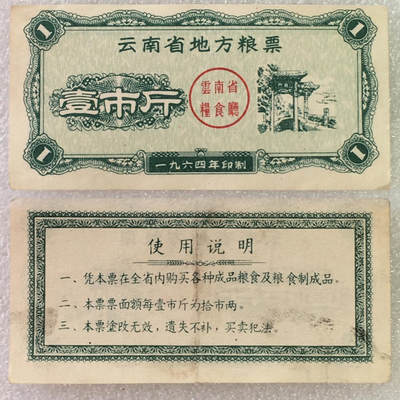 1 1
云南省地方粮票
壹市斤
雲南省
糧食廳
1 1
一九六四年印制
使用说明
一、凭本票在全省内购买各种成品粮食及粮食制成品。
二、本票票面额每壹市斤为拾市两。
三、本票塗改无效，遗失不补，买卖犯法。